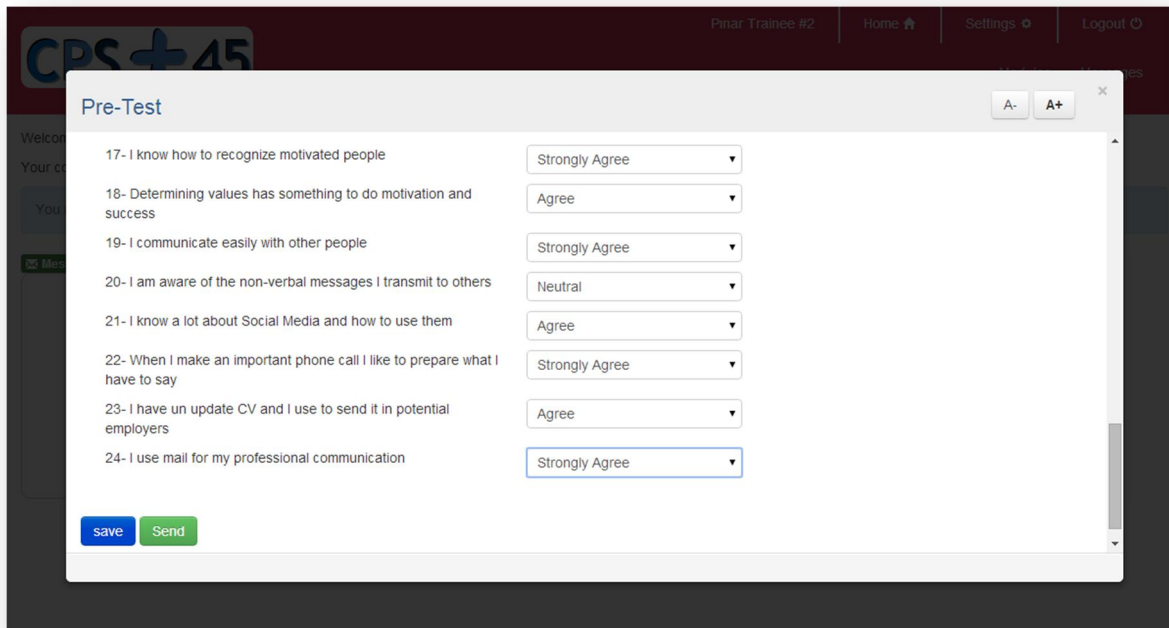 Pinar Trainee #2 Home Settings Logout
CPS+45
Pre-Test A- A+ ×
Welcon
Your co
You
Mes
17- I know how to recognize motivated people Strongly Agree
18- Determining values has something to do motivation and
success Agree
19- I communicate easily with other people Strongly Agree
20- I am aware of the non-verbal messages I transmit to others Neutral
21- I know a lot about Social Media and how to use them Agree
22- When I make an important phone call I like to prepare what I
have to say Strongly Agree
23- I have un update CV and I use to send it in potential
employers Agree
24- I use mail for my professional communication Strongly Agree
save Send